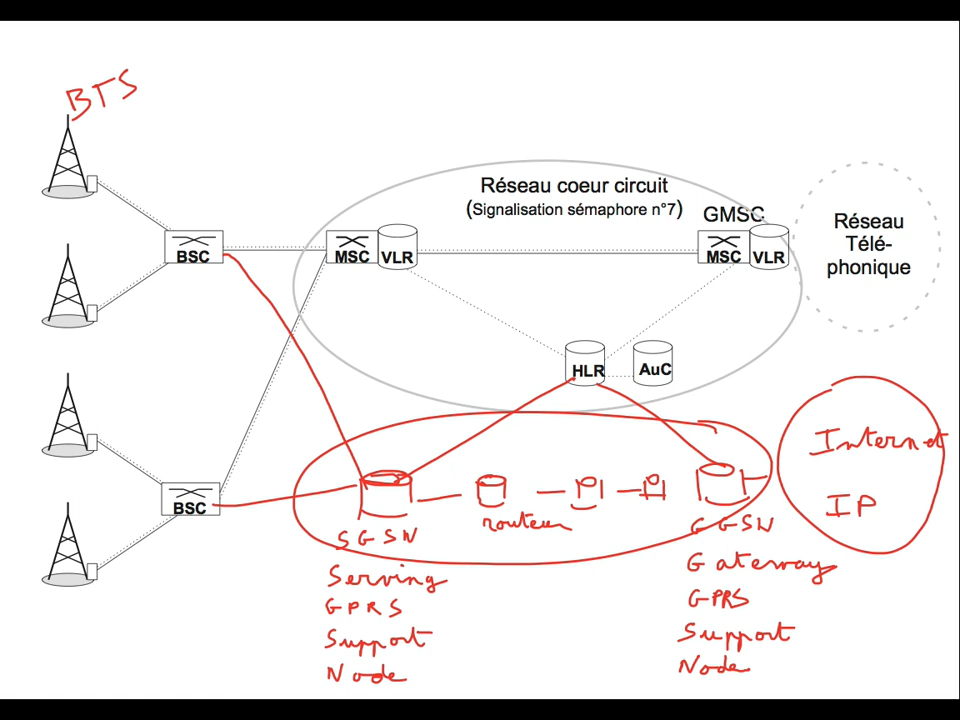 BTS
Réseau coeur circuit
(Signalisation sémaphore n°7)
GMSC
Réseau
Télé-
phonique
BSC
MSC
VLR
MSC
VLR
HLR
AuC
BSC
Internet
IP
SGSN
routeur
GGSN
Serving
GPRS
Support
Node
Gateway
GPRS
Support
Node